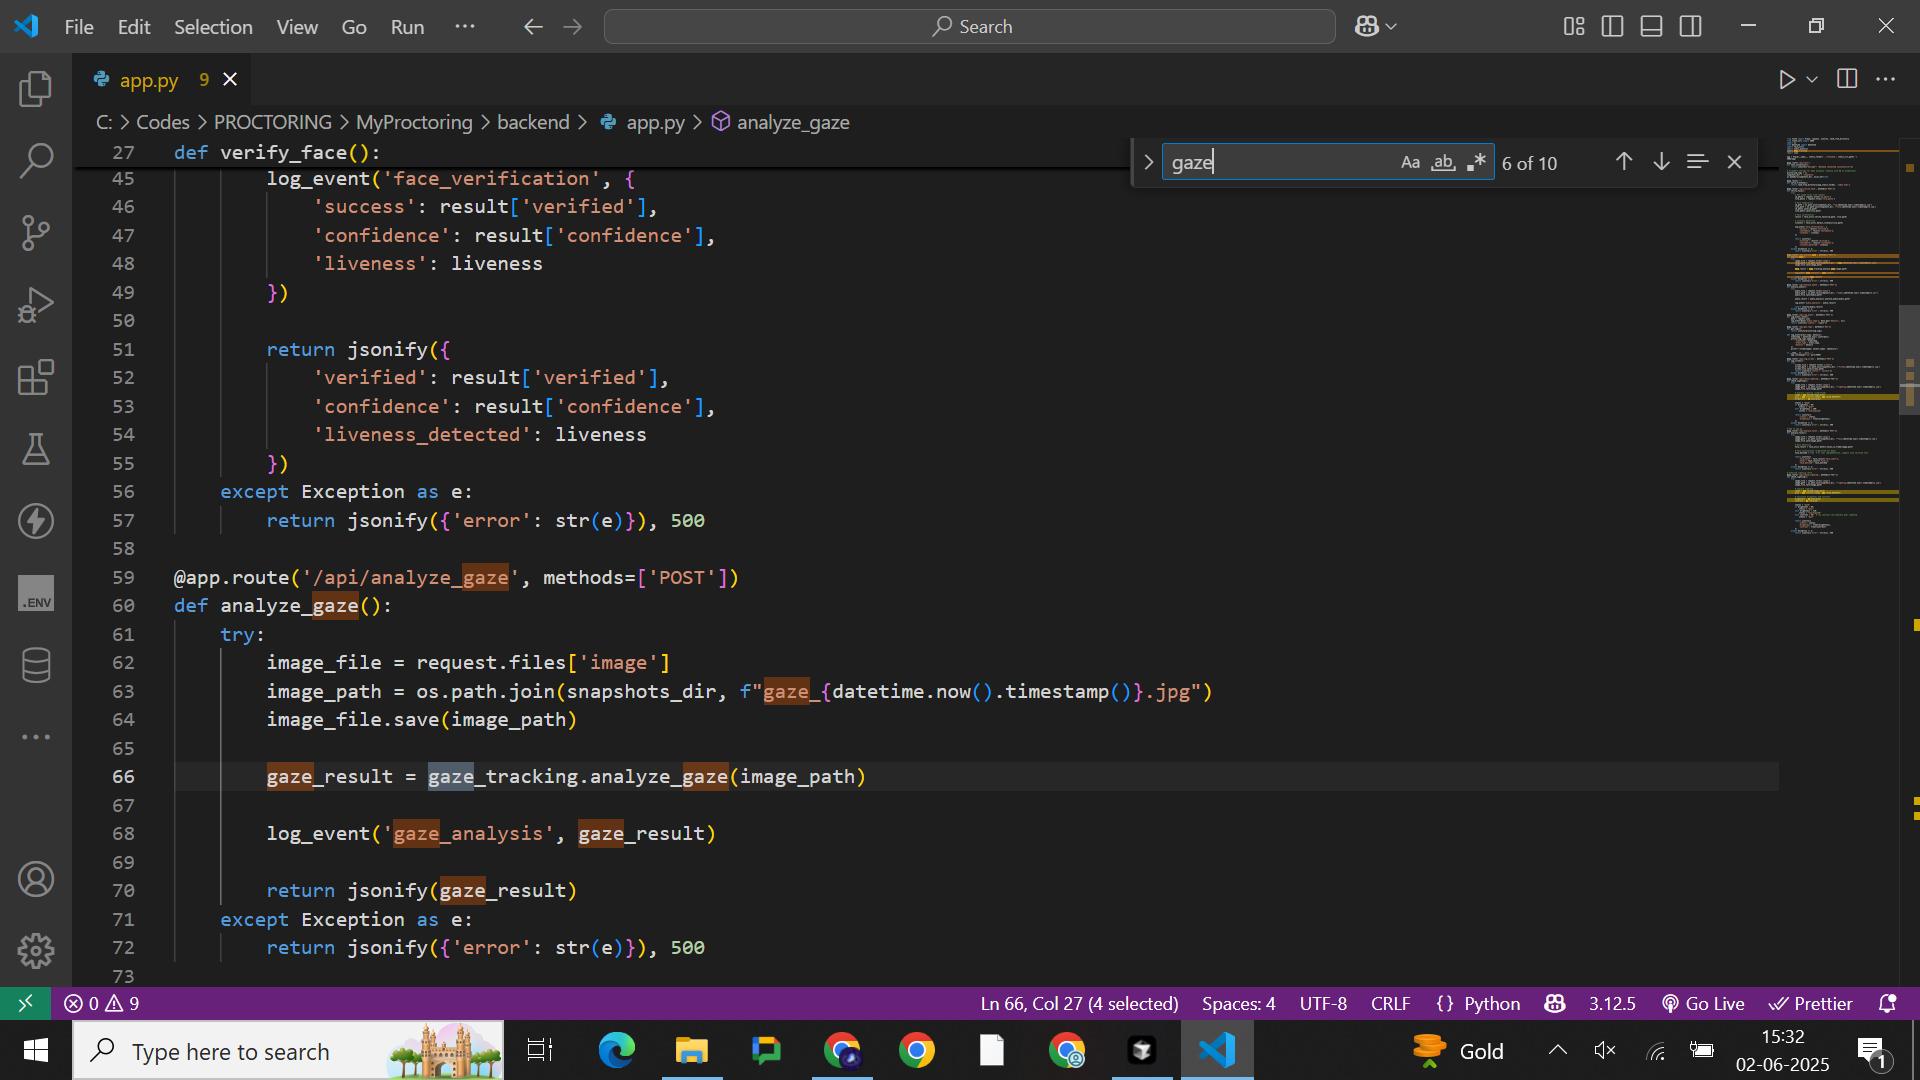 File Edit Selection View Go Run ···
Search
app.py 9
C: > Codes > PROCTORING > MyProctoring > backend > app.py > analyze_gaze
gaze
Aa ab, .* 6 of 10
27 def verify_face():
45 log_event('face_verification', {
46 'success': result['verified'],
47 'confidence': result['confidence'],
48 'liveness': liveness
49 })
50
51 return jsonify({
52 'verified': result['verified'],
53 'confidence': result['confidence'],
54 'liveness_detected': liveness
55 })
56 except Exception as e:
57 return jsonify({'error': str(e)}), 500
58
59 @app.route('/api/analyze_gaze', methods=['POST'])
60 def analyze_gaze():
61 try:
62 image_file = request.files['image']
63 image_path = os.path.join(snapshots_dir, f"gaze_{datetime.now().timestamp()}.jpg")
64 image_file.save(image_path)
65
66 gaze_result = gaze_tracking.analyze_gaze(image_path)
67
68 log_event('gaze_analysis', gaze_result)
69
70 return jsonify(gaze_result)
71 except Exception as e:
72 return jsonify({'error': str(e)}), 500
73
.ENV
0 9 Ln 66, Col 27 (4 selected) Spaces: 4 UTF-8 CRLF {} Python 3.12.5 Go Live Prettier
Type here to search
Gold
15:32
02-06-2025
1